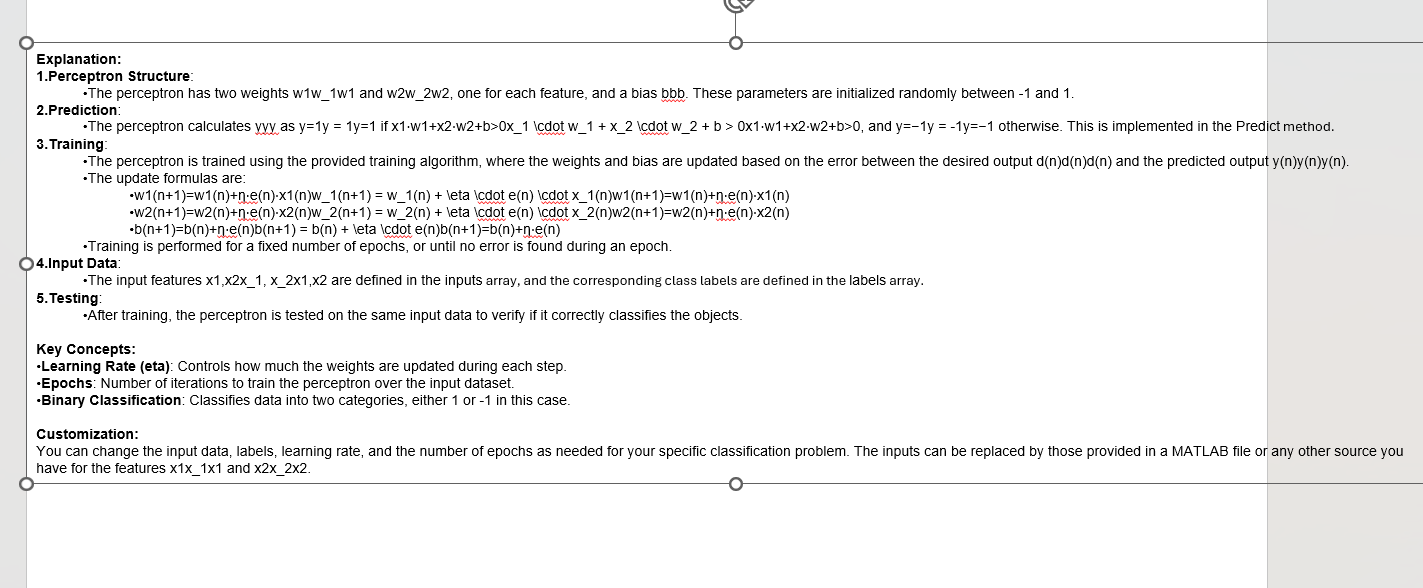 Explanation:
1.Perceptron Structure:
•The perceptron has two weights w1w_1w1 and w2w_2w2, one for each feature, and a bias bbb. These parameters are initialized randomly between -1 and 1.
2.Prediction:
•The perceptron calculates yyy as y=1y = 1y=1 if x1⋅w1+x2⋅w2+b>0x_1 \cdot w_1 + x_2 \cdot w_2 + b > 0x1⋅w1+x2⋅w2+b>0, and y=−1y = -1y=−1 otherwise. This is implemented in the Predict method.
3.Training:
•The perceptron is trained using the provided training algorithm, where the weights and bias are updated based on the error between the desired output d(n)d(n)d(n) and the predicted output y(n)y(n)y(n).
•The update formulas are:
•w1(n+1)=w1(n)+η⋅e(n)⋅x1(n)w_1(n+1) = w_1(n) + \eta \cdot e(n) \cdot x_1(n)w1(n+1)=w1(n)+η⋅e(n)⋅x1(n)
•w2(n+1)=w2(n)+η⋅e(n)⋅x2(n)w_2(n+1) = w_2(n) + \eta \cdot e(n) \cdot x_2(n)w2(n+1)=w2(n)+η⋅e(n)⋅x2(n)
•b(n+1)=b(n)+η⋅e(n)b(n+1) = b(n) + \eta \cdot e(n)b(n+1)=b(n)+η⋅e(n)
•Training is performed for a fixed number of epochs, or until no error is found during an epoch.
4.Input Data:
•The input features x1,x2x_1, x_2x1,x2 are defined in the inputs array, and the corresponding class labels are defined in the labels array.
5.Testing:
•After training, the perceptron is tested on the same input data to verify if it correctly classifies the objects.
Key Concepts:
•Learning Rate (eta): Controls how much the weights are updated during each step.
•Epochs: Number of iterations to train the perceptron over the input dataset.
•Binary Classification: Classifies data into two categories, either 1 or -1 in this case.
Customization:
You can change the input data, labels, learning rate, and the number of epochs as needed for your specific classification problem. The inputs can be replaced by those provided in a MATLAB file or any other source you
have for the features x1x_1x1 and x2x_2x2.